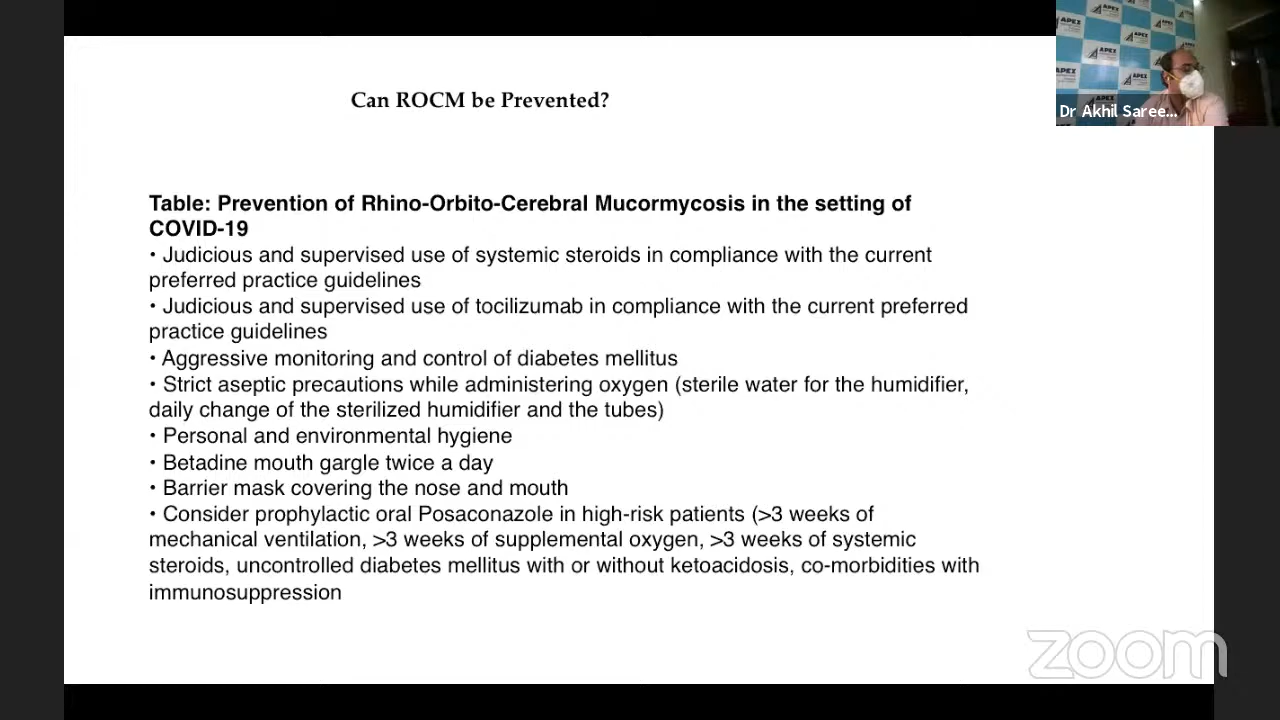 Can ROCM be Prevented?
APEX
APEX
APEX
Dr Akhil Saree...
Table: Prevention of Rhino-Orbito-Cerebral Mucormycosis in the setting of
COVID-19
• Judicious and supervised use of systemic steroids in compliance with the current
preferred practice guidelines
• Judicious and supervised use of tocilizumab in compliance with the current preferred
practice guidelines
• Aggressive monitoring and control of diabetes mellitus
• Strict aseptic precautions while administering oxygen (sterile water for the humidifier,
daily change of the sterilized humidifier and the tubes)
• Personal and environmental hygiene
• Betadine mouth gargle twice a day
• Barrier mask covering the nose and mouth
• Consider prophylactic oral Posaconazole in high-risk patients (>3 weeks of
mechanical ventilation, >3 weeks of supplemental oxygen, >3 weeks of systemic
steroids, uncontrolled diabetes mellitus with or without ketoacidosis, co-morbidities with
immunosuppression
zoom